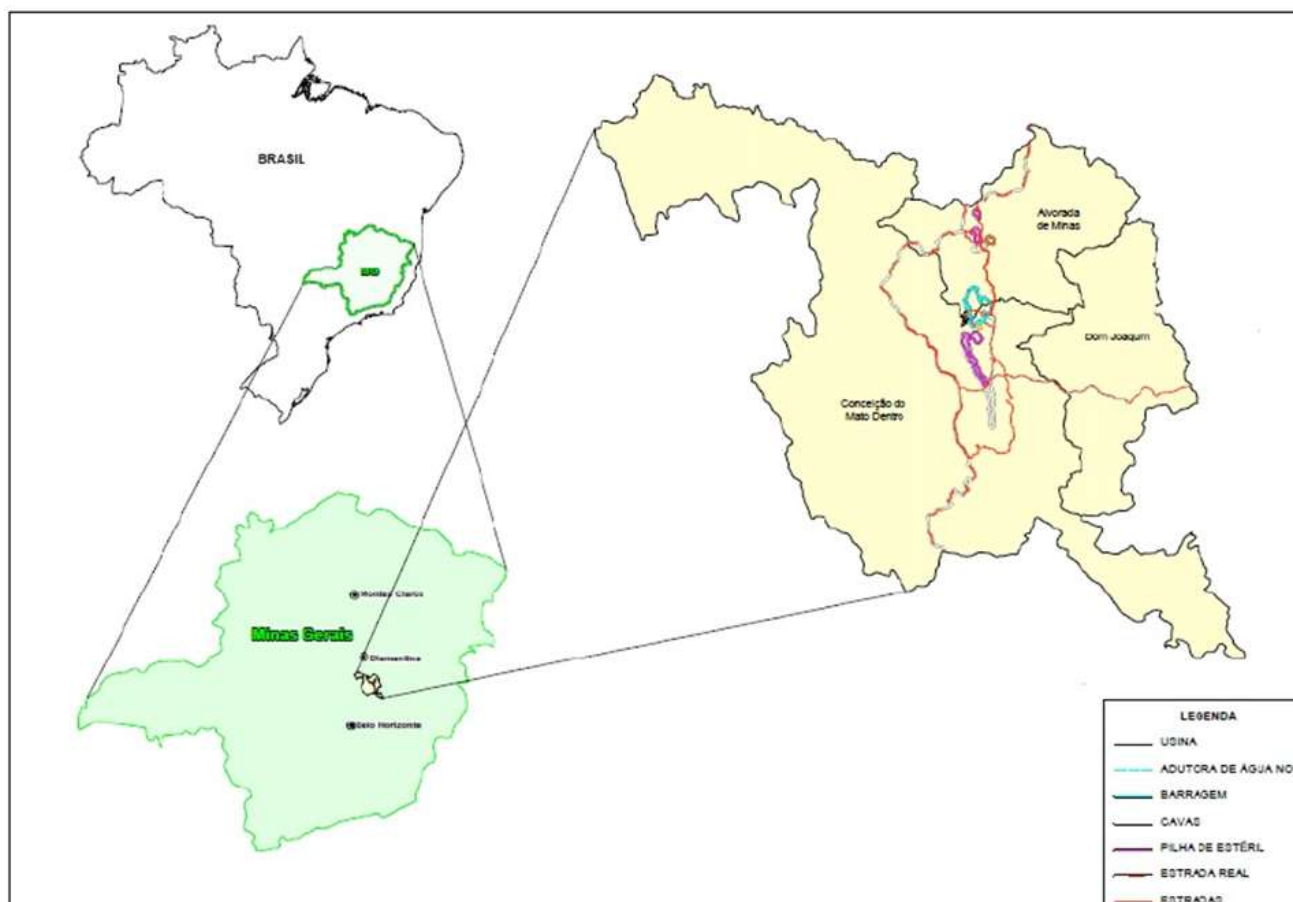 BRASIL
Alvorada
de Minas
Dom Joaquim
Conceição do
Mato Dentro
Montes Claros
Minas Gerais
Diamantina
Belo Horizonte
LEGENDA
USINA
ADUTORA DE ÁGUA NO
BARRAGEM
CAVAS
PILHA DE ESTÉRIL
ESTRADA REAL
ESTRADAS